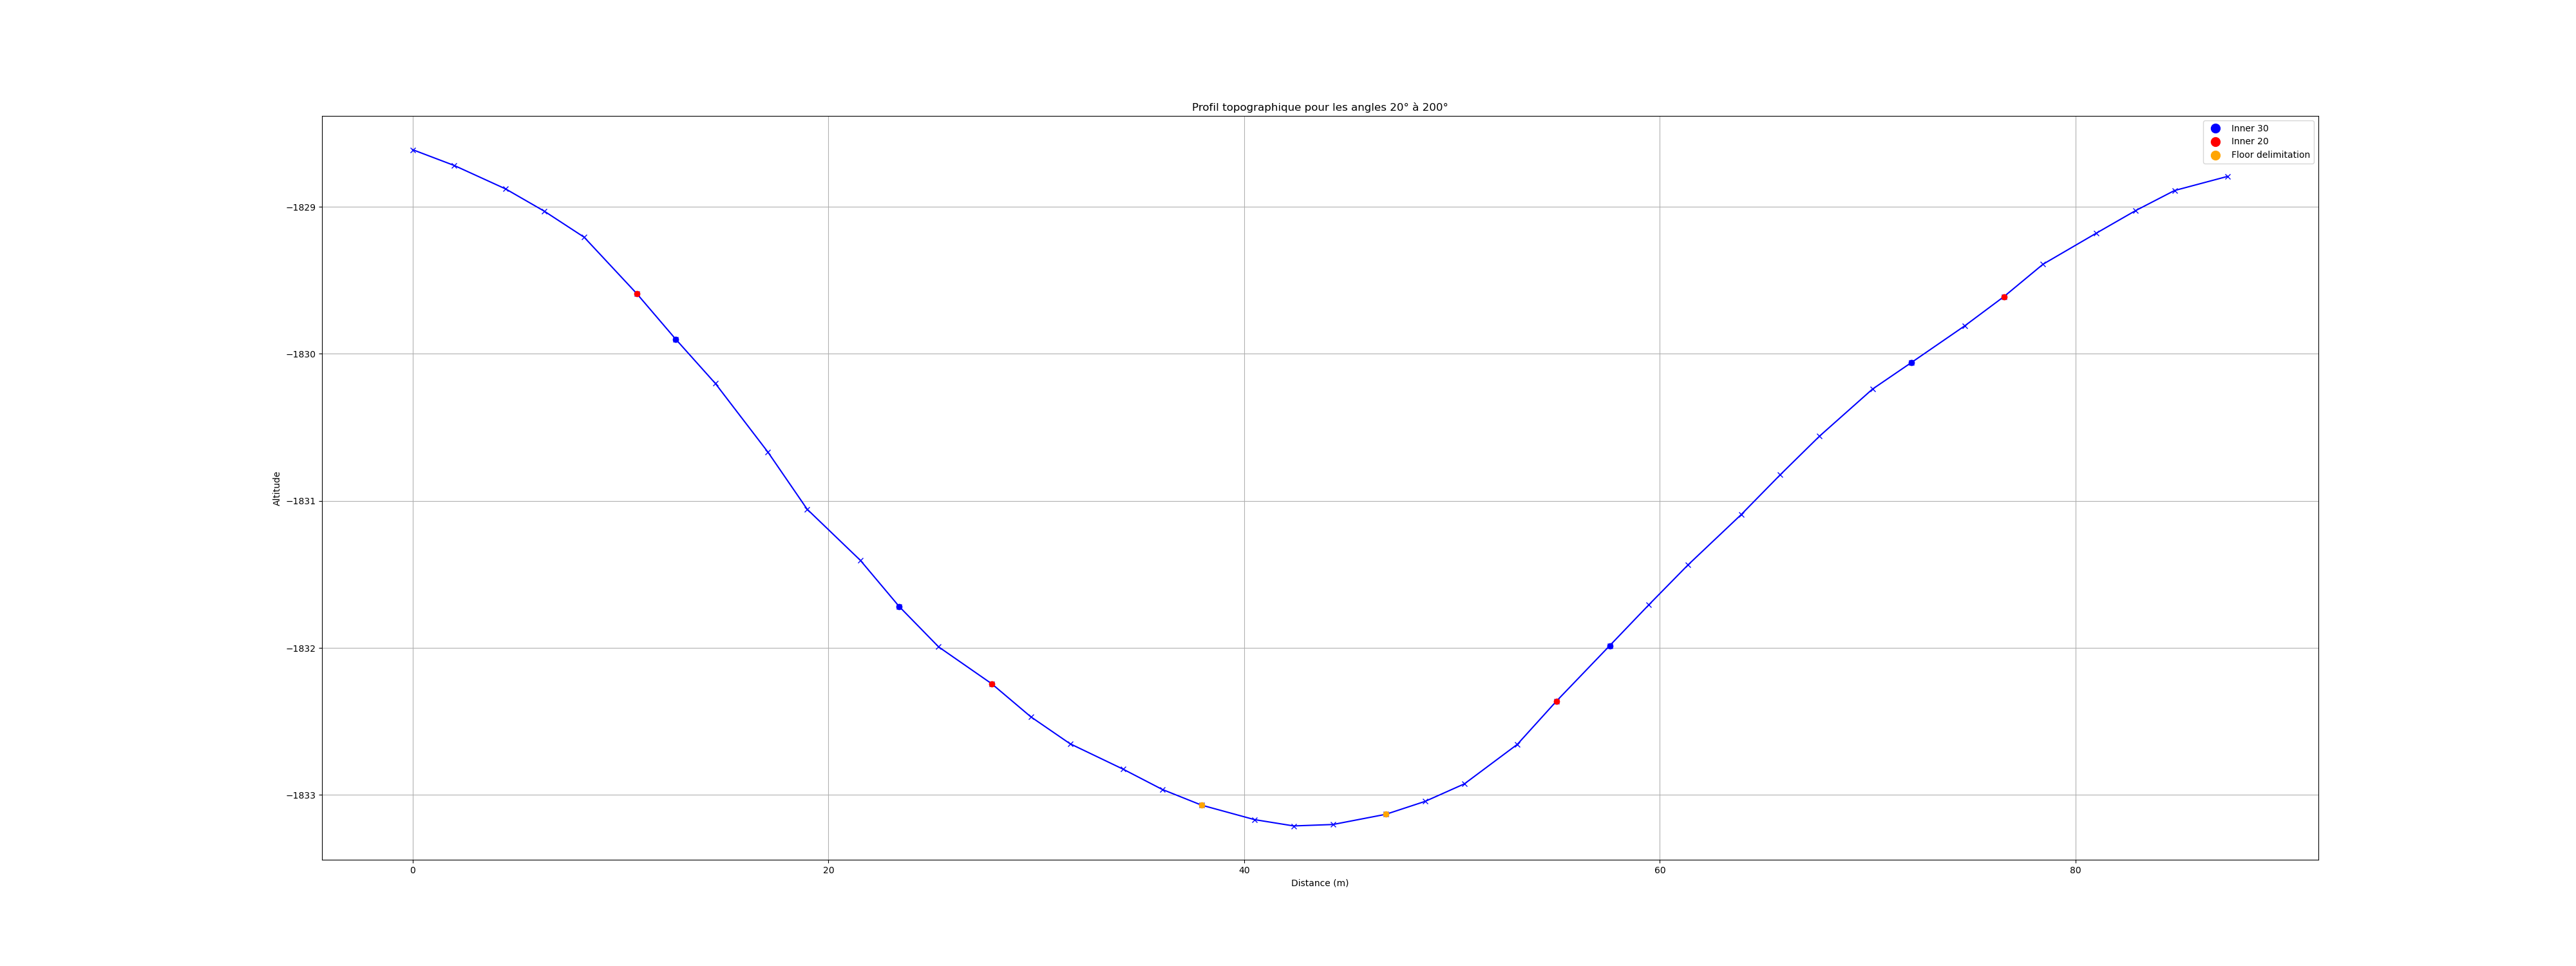 Profil topographique pour les angles 20° à 200°
Inner 30
Inner 20
Floor delimitation
−1829
−1830
−1831
−1832
−1833
Altitude
0 20 40 60 80
Distance (m)